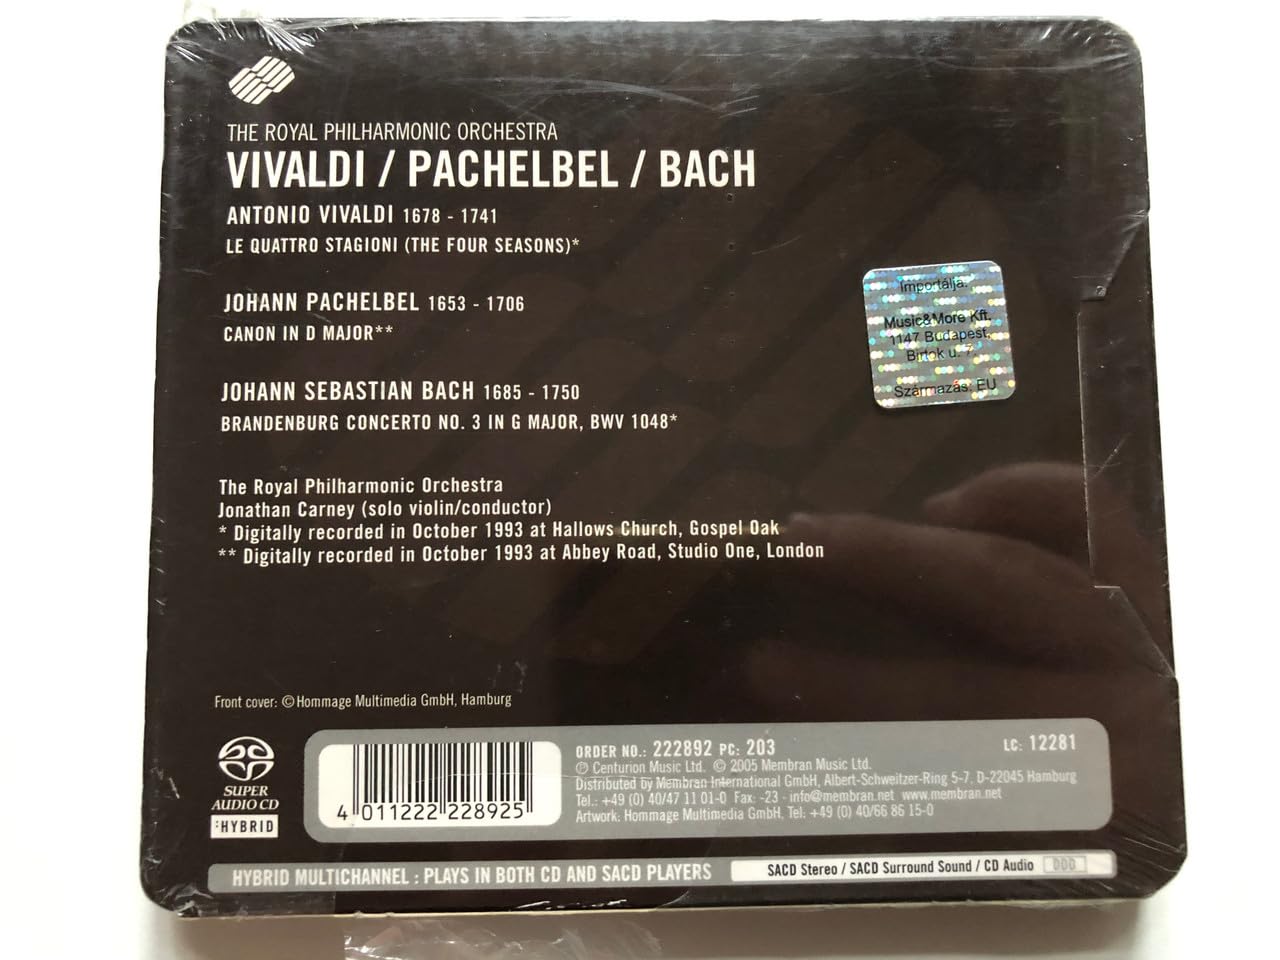 THE ROYAL PHILHARMONIC ORCHESTRA
VIVALDI / PACHELBEL / BACH
ANTONIO VIVALDI 1678 - 1741
LE QUATTRO STAGIONI (THE FOUR SEASONS)*
JOHANN PACHELBEL 1653 - 1706
CANON IN D MAJOR**
JOHANN SEBASTIAN BACH 1685 - 1750
BRANDENBURG CONCERTO NO. 3 IN G MAJOR, BWV 1048*
The Royal Philharmonic Orchestra
Jonathan Carney (solo violin/conductor)
* Digitally recorded in October 1993 at Hallows Church, Gospel Oak
** Digitally recorded in October 1993 at Abbey Road, Studio One, London
Importálja:
Music&More Kft.
1147 Budapest,
Birtok u. 7.
Származás: EU
Front cover: © Hommage Multimedia GmbH, Hamburg
SUPER
AUDIO CD
:HYBRID
4 011222 228925
ORDER NO.: 222892 PC: 203
LC: 12281
℗ Centurion Music Ltd. © 2005 Membran Music Ltd.
Distributed by Membran International GmbH, Albert-Schweitzer-Ring 5-7, D-22045 Hamburg
Tel.: +49 (0) 40/47 11 01-0 Fax: -23 - info@membran.net www.membran.net
Artwork: Hommage Multimedia GmbH, Tel: +49 (0) 40/66 86 15-0
HYBRID MULTICHANNEL : PLAYS IN BOTH CD AND SACD PLAYERS
SACD Stereo / SACD Surround Sound / CD Audio DDD